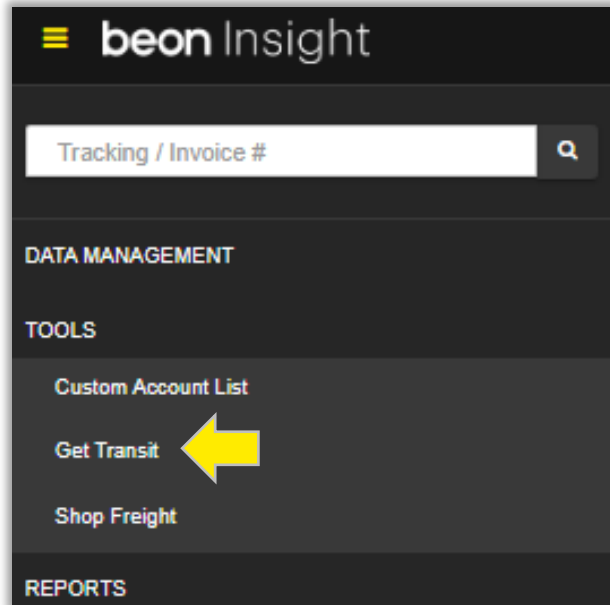 beon Insight
Tracking / Invoice #
DATA MANAGEMENT
TOOLS
Custom Account List
Get Transit
Shop Freight
REPORTS